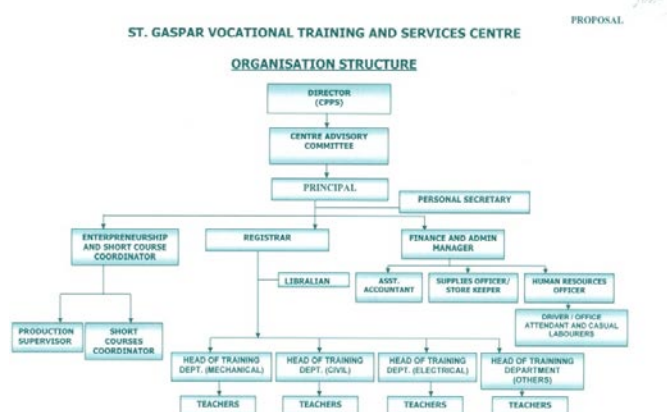 PROPOSAL
ST. GASPAR VOCATIONAL TRAINING AND SERVICES CENTRE
ORGANISATION STRUCTURE
DIRECTOR
(CPPS)
CENTRE ADVISORY
COMMITTEE
PRINCIPAL
PERSONAL SECRETARY
ENTERPRENEURSHIP
AND SHORT COURSE
COORDINATOR
REGISTRAR
FINANCE AND ADMIN
MANAGER
LIBRALIAN
ASST.
ACCOUNTANT
SUPPLIES OFFICER/
STORE KEEPER
HUMAN RESOURCES
OFFICER
DRIVER / OFFICE
ATTENDANT AND CASUAL
LABOURERS
PRODUCTION
SUPERVISOR
SHORT
COURSES
COORDINATOR
HEAD OF TRAINING
DEPT. (MECHANICAL)
HEAD OF TRAINING
DEPT. (CIVIL)
HEAD OF TRAINING
DEPT. (ELECTRICAL)
HEAD OF TRAINING
DEPARTMENT
(OTHERS)
TEACHERS
TEACHERS
TEACHERS
TEACHERS